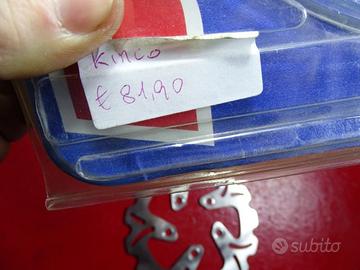 Kinco
€ 81,90
subito